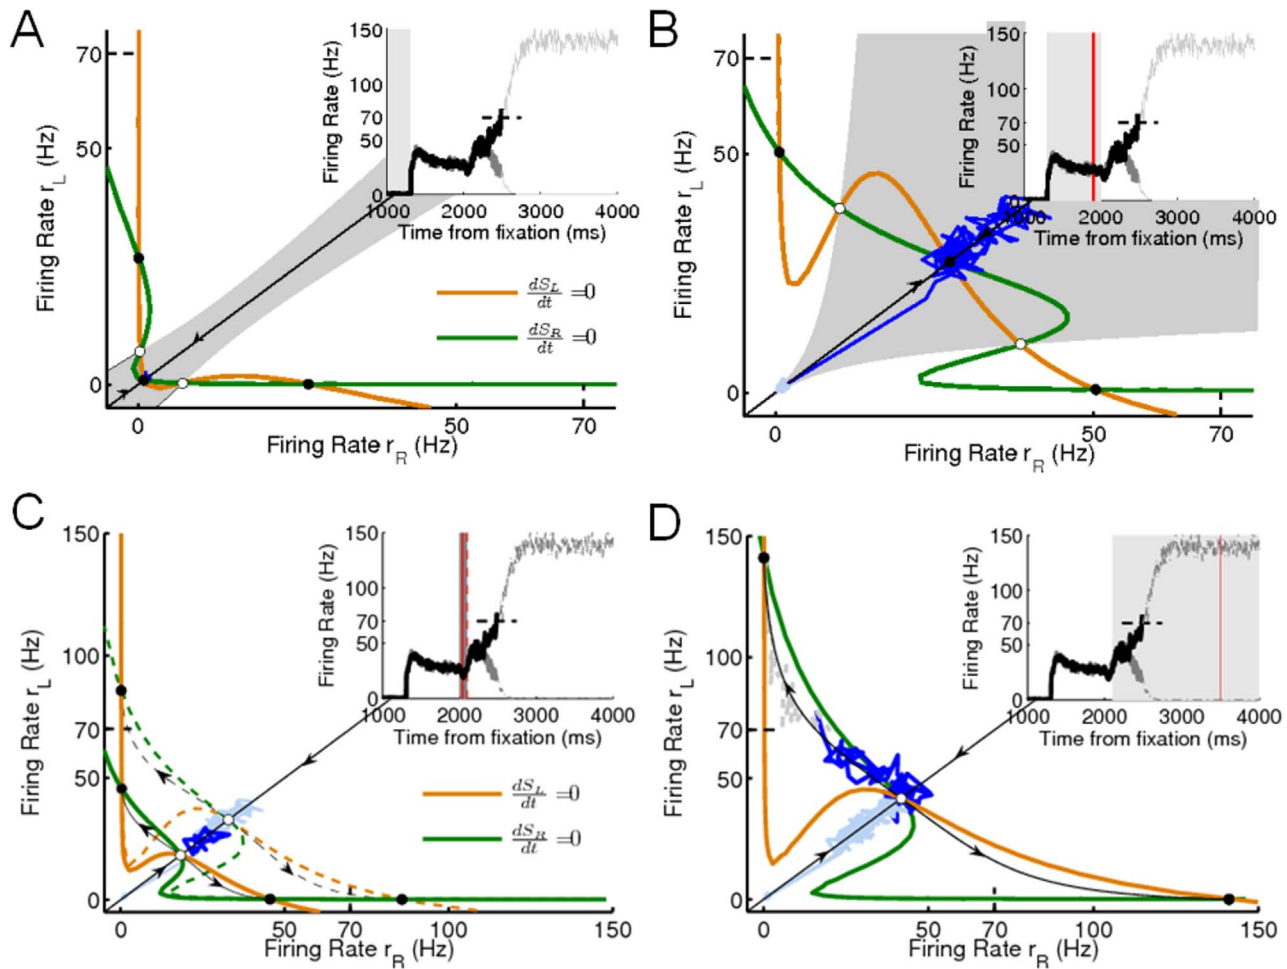 A
70
50
0
Firing Rate r_L (Hz)
0
50
70
Firing Rate r_R (Hz)
150
100
70
50
0
Firing Rate (Hz)
1000 2000 3000 4000
Time from fixation (ms)
dS_L/dt =0
dS_R/dt =0
B
70
50
0
Firing Rate r_L (Hz)
0
50
70
Firing Rate r_R (Hz)
150
100
70
50
0
Firing Rate (Hz)
1000 2000 3000 4000
Time from fixation (ms)
C
150
100
70
50
0
Firing Rate r_L (Hz)
0 50 70 100 150
Firing Rate r_R (Hz)
150
100
70
50
0
Firing Rate (Hz)
1000 2000 3000 4000
Time from fixation (ms)
dS_L/dt =0
dS_R/dt =0
D
150
100
70
50
0
Firing Rate r_L (Hz)
0 50 70 100 150
Firing Rate r_R (Hz)
150
100
70
50
0
Firing Rate (Hz)
1000 2000 3000 4000
Time from fixation (ms)